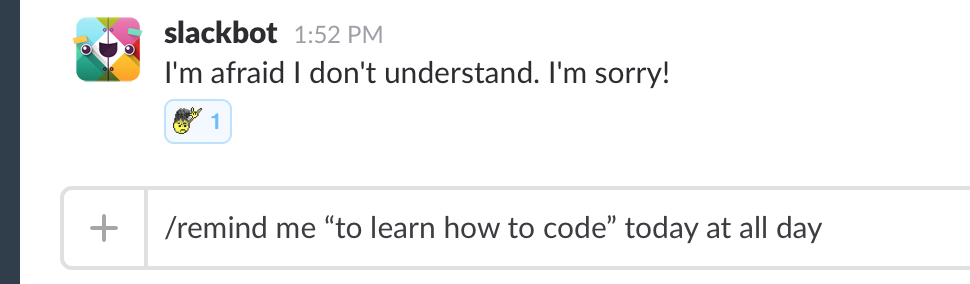 slackbot 1:52 PM
I'm afraid I don't understand. I'm sorry!
1
/remind me “to learn how to code” today at all day